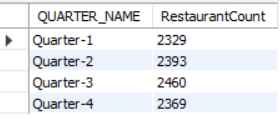 QUARTER_NAME RestaurantCount
Quarter-1 2329
Quarter-2 2393
Quarter-3 2460
Quarter-4 2369